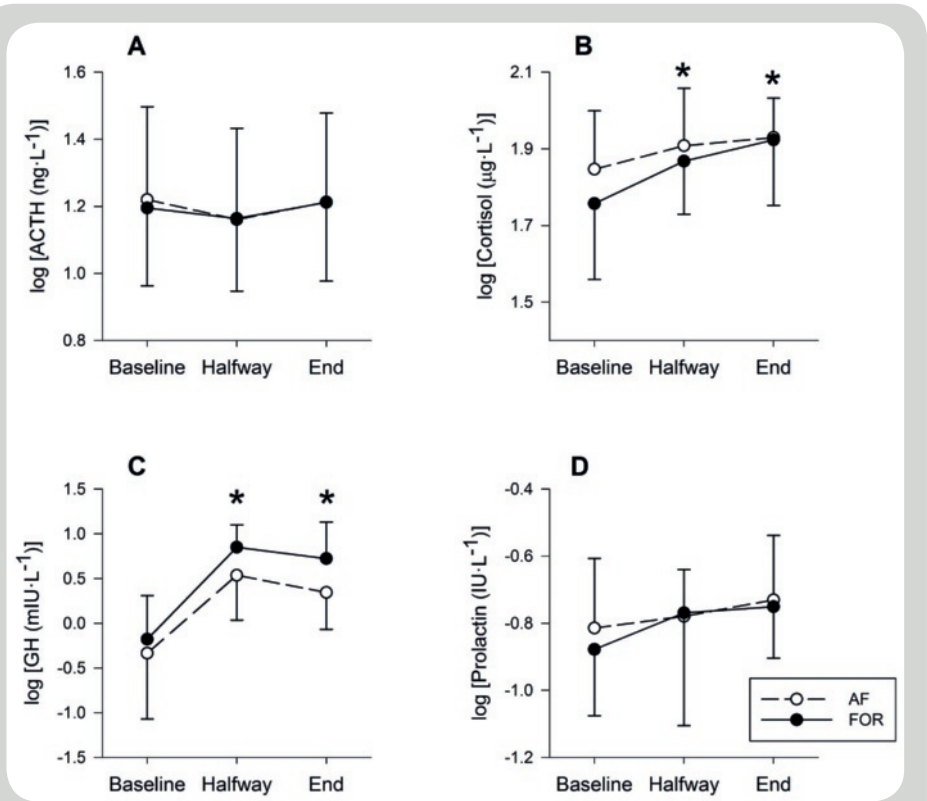 A
log [ACTH (ng·L⁻¹)]
1.6
1.4
1.2
1.0
0.8
Baseline Halfway End
B
log [Cortisol (µg·L⁻¹)]
2.1
1.9
1.7
1.5
* *
Baseline Halfway End
C
log [GH (mIU·L⁻¹)]
1.5
1.0
0.5
0.0
-0.5
-1.0
-1.5
* *
Baseline Halfway End
D
log [Prolactin (IU·L⁻¹)]
-0.4
-0.6
-0.8
-1.0
-1.2
AF
FOR
Baseline Halfway End